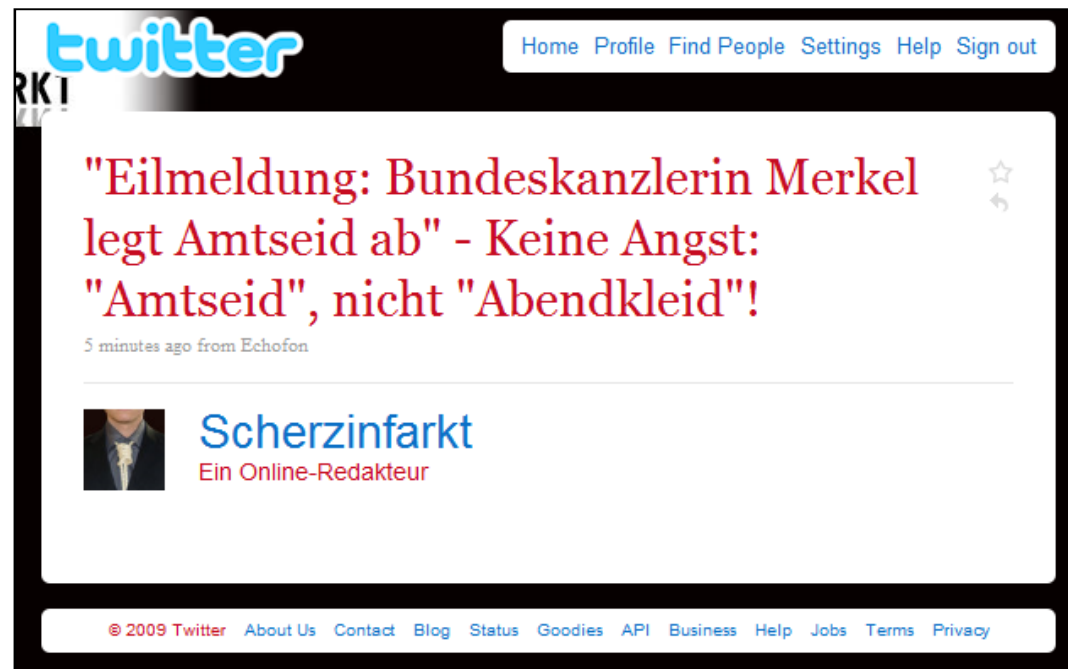 twitter
Home Profile Find People Settings Help Sign out
RKT
"Eilmeldung: Bundeskanzlerin Merkel
legt Amtseid ab" - Keine Angst:
"Amtseid", nicht "Abendkleid"!
5 minutes ago from Echofon
Scherzinfarkt
Ein Online-Redakteur
© 2009 Twitter About Us Contact Blog Status Goodies API Business Help Jobs Terms Privacy